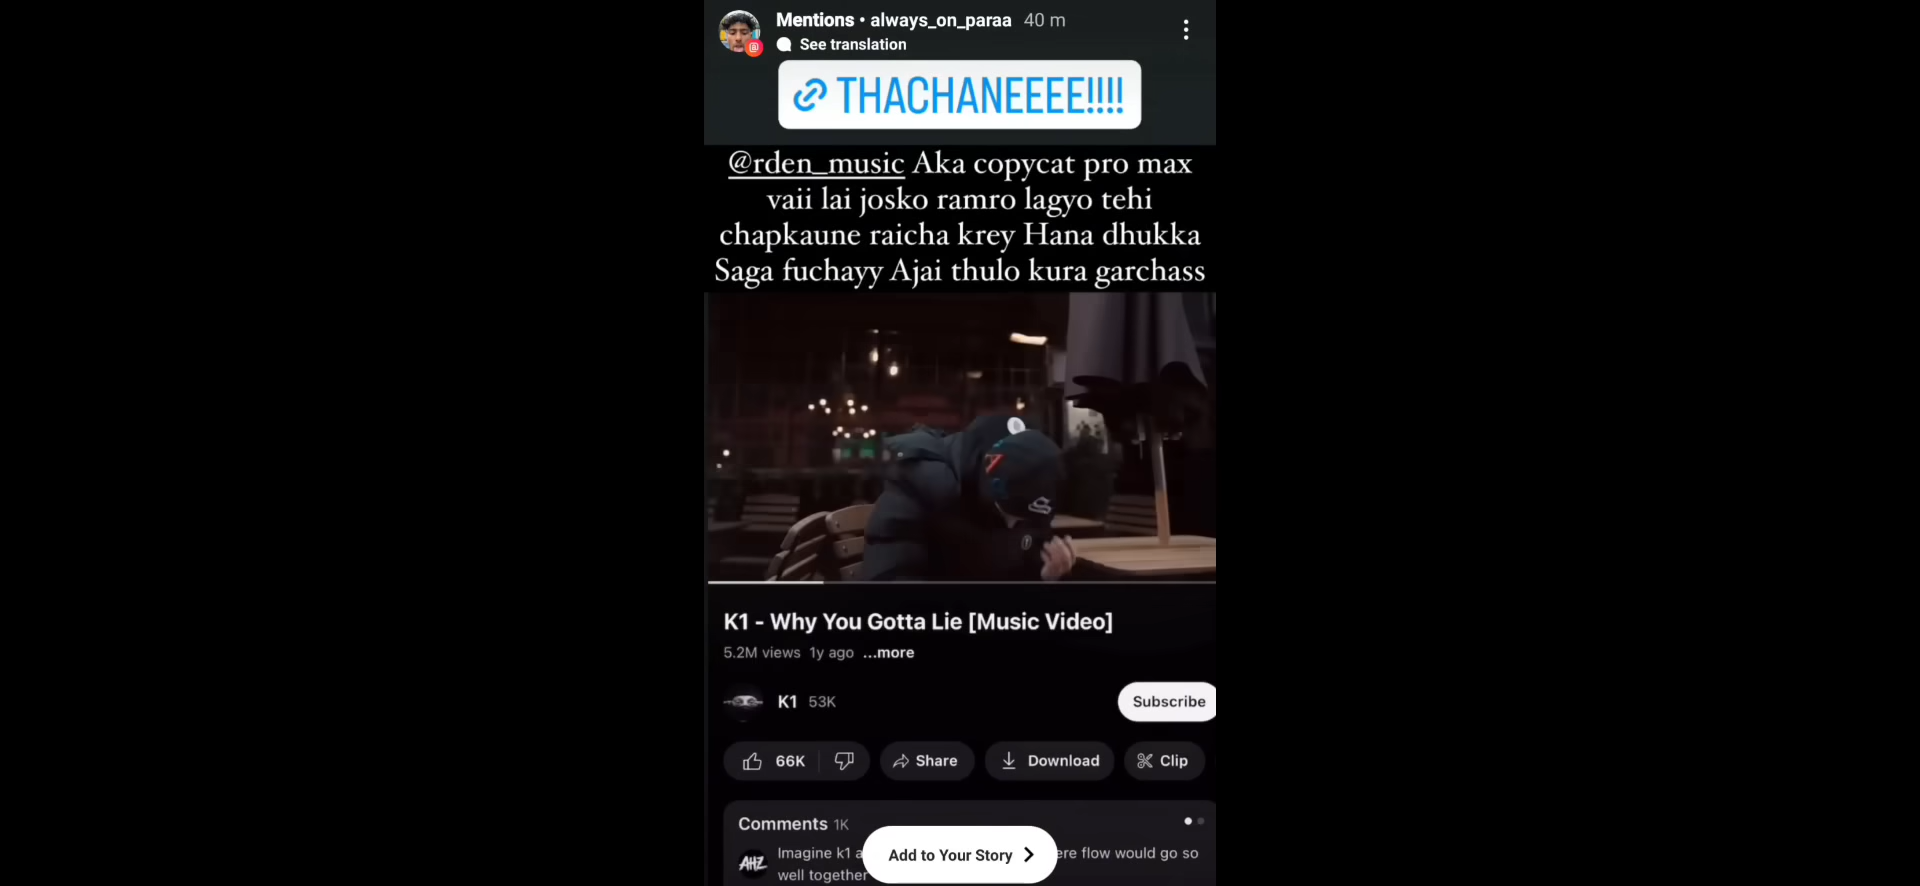 Mentions • always_on_paraa 40 m
See translation
THACHANEEEE!!!!
@rden_music Aka copycat pro max
vaii lai josko ramro lagyo tehi
chapkaune raicha krey Hana dhukka
Saga fuchayy Ajai thulo kura garchass
K1 - Why You Gotta Lie [Music Video]
5.2M views 1y ago ...more
K1 53K
Subscribe
66K
Share
Download
Clip
Comments 1K
AHZ
Imagine k1 a
ere flow would go so
well together
Add to Your Story